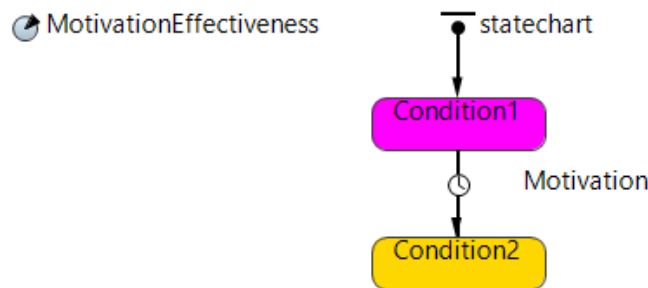 MotivationEffectiveness
statechart
Condition1
Motivation
Condition2